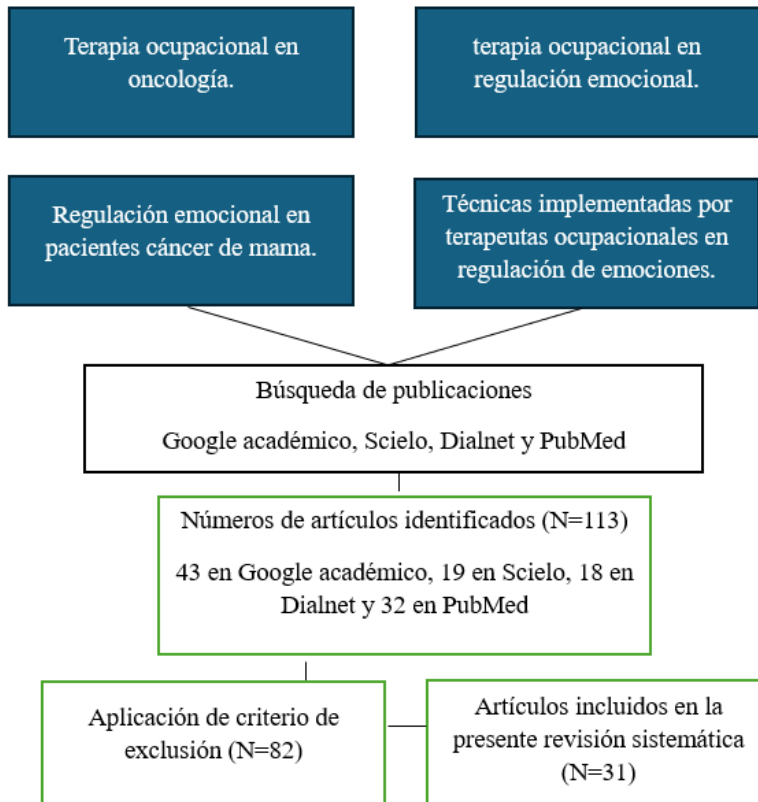 Terapia ocupacional en
oncología.
terapia ocupacional en
regulación emocional.
Regulación emocional en
pacientes cáncer de mama.
Técnicas implementadas por
terapeutas ocupacionales en
regulación de emociones.
Búsqueda de publicaciones
Google académico, Scielo, Dialnet y PubMed
Números de artículos identificados (N=113)
43 en Google académico, 19 en Scielo, 18 en
Dialnet y 32 en PubMed
Aplicación de criterio de
exclusión (N=82)
Artículos incluidos en la
presente revisión sistemática
(N=31)